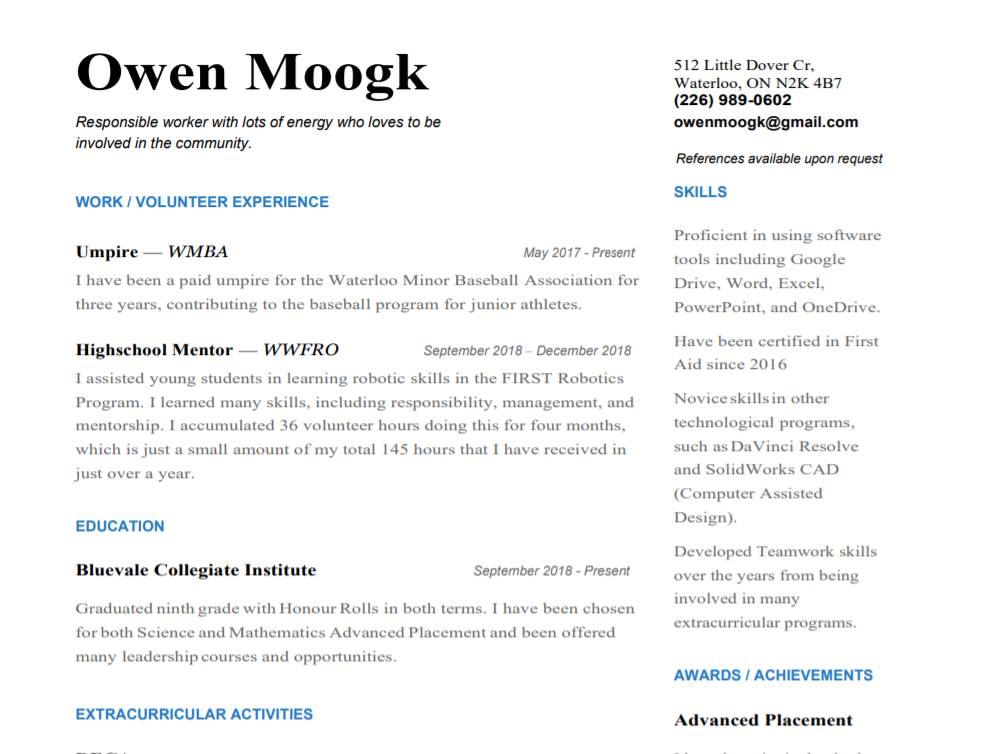 Owen Moogk
Responsible worker with lots of energy who loves to be
involved in the community.
WORK / VOLUNTEER EXPERIENCE
Umpire — WMBA May 2017 - Present
I have been a paid umpire for the Waterloo Minor Baseball Association for
three years, contributing to the baseball program for junior athletes.
Highschool Mentor — WWFRO September 2018 – December 2018
I assisted young students in learning robotic skills in the FIRST Robotics
Program. I learned many skills, including responsibility, management, and
mentorship. I accumulated 36 volunteer hours doing this for four months,
which is just a small amount of my total 145 hours that I have received in
just over a year.
EDUCATION
Bluevale Collegiate Institute September 2018 - Present
Graduated ninth grade with Honour Rolls in both terms. I have been chosen
for both Science and Mathematics Advanced Placement and been offered
many leadership courses and opportunities.
EXTRACURRICULAR ACTIVITIES
512 Little Dover Cr,
Waterloo, ON N2K 4B7
(226) 989-0602
owenmoogk@gmail.com
References available upon request
SKILLS
Proficient in using software
tools including Google
Drive, Word, Excel,
PowerPoint, and OneDrive.
Have been certified in First
Aid since 2016
Novice skills in other
technological programs,
such as DaVinci Resolve
and SolidWorks CAD
(Computer Assisted
Design).
Developed Teamwork skills
over the years from being
involved in many
extracurricular programs.
AWARDS / ACHIEVEMENTS
Advanced Placement